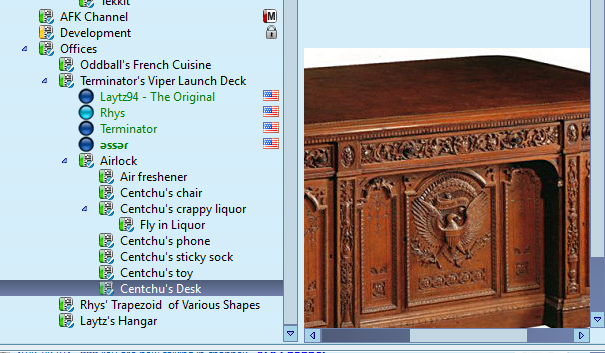 Tekkit
AFK Channel
M
Development
Offices
Oddball's French Cuisine
Terminator's Viper Launch Deck
Laytz94 - The Original
Rhys
Terminator
əssər
Airlock
Air freshener
Centchu's chair
Centchu's crappy liquor
Fly in Liquor
Centchu's phone
Centchu's sticky sock
Centchu's toy
Centchu's Desk
Rhys' Trapezoid of Various Shapes
Laytz's Hangar